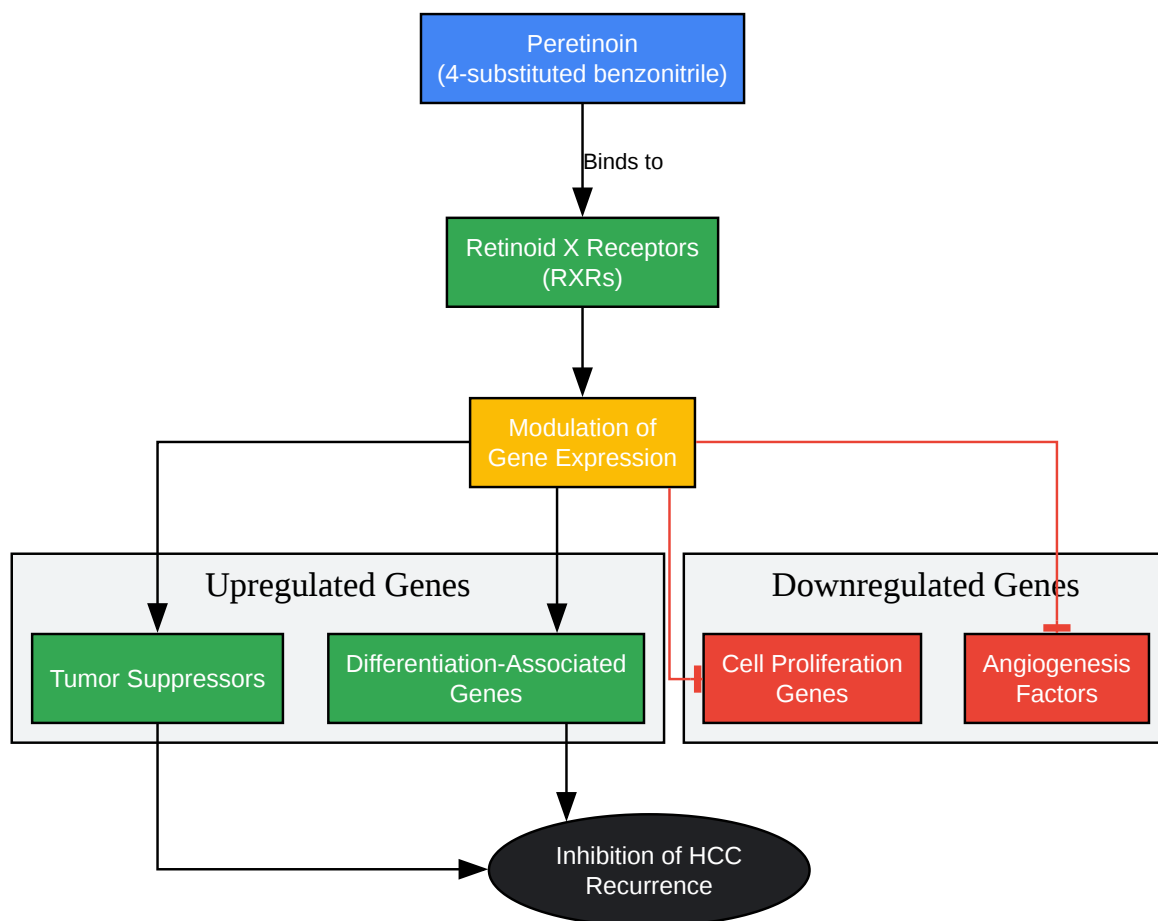 Peretinoin
(4-substituted benzonitrile)
Binds to
Retinoid X Receptors
(RXRs)
Modulation of
Gene Expression
Upregulated Genes
Downregulated Genes
Tumor Suppressors
Differentiation-Associated
Genes
Cell Proliferation
Genes
Angiogenesis
Factors
Inhibition of HCC
Recurrence